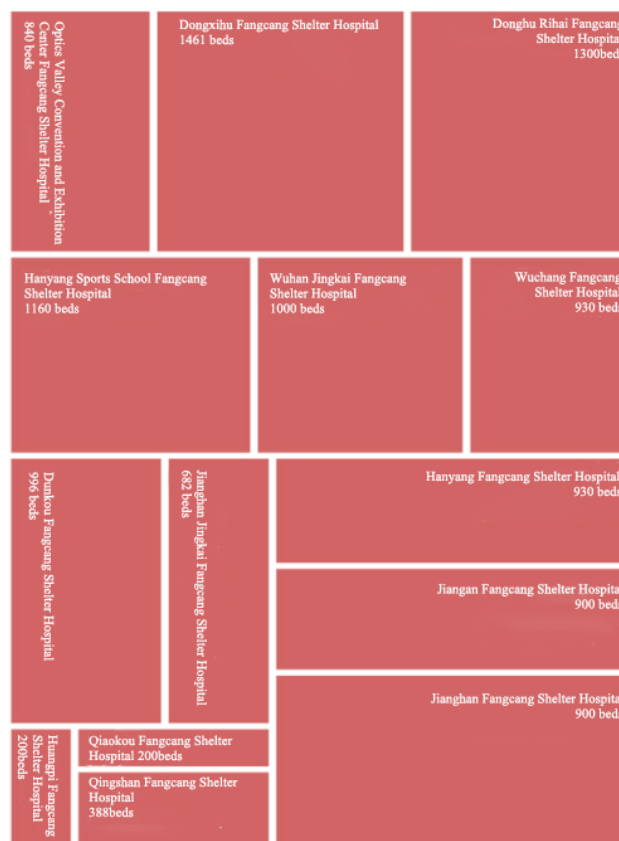 Optics Valley Convention and Exhibition
Center Fangcang Shelter Hospital
840 beds
Dongxihu Fangcang Shelter Hospital
1461 beds
Donghu Rihai Fangcang
Shelter Hospital
1300beds
Hanyang Sports School Fangcang
Shelter Hospital
1160 beds
Wuhan Jingkai Fangcang
Shelter Hospital
1000 beds
Wuchang Fangcang
Shelter Hospital
930 beds
Dunkou Fangcang Shelter Hospital
996 beds
Jianghan Jingkai Fangcang Shelter Hospital
682 beds
Hanyang Fangcang Shelter Hospital
930 beds
Jiangan Fangcang Shelter Hospital
900 beds
Jianghan Fangcang Shelter Hospital
900 beds
Huangpi Fangcang
Shelter Hospital
200beds
Qiaokou Fangcang Shelter
Hospital 200beds
Qingshan Fangcang Shelter
Hospital
388beds